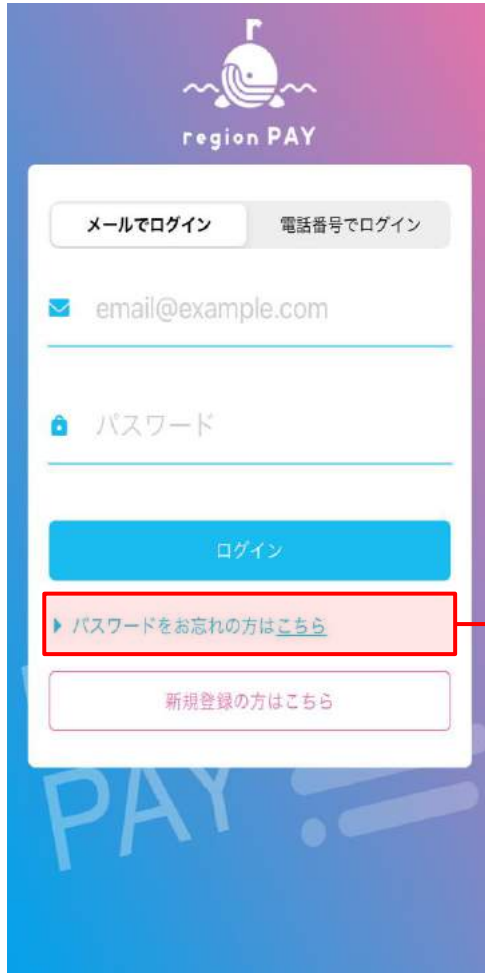 region PAY
メールでログイン 電話番号でログイン
email@example.com
パスワード
ログイン
パスワードをお忘れの方はこちら
新規登録の方はこちら
PAY